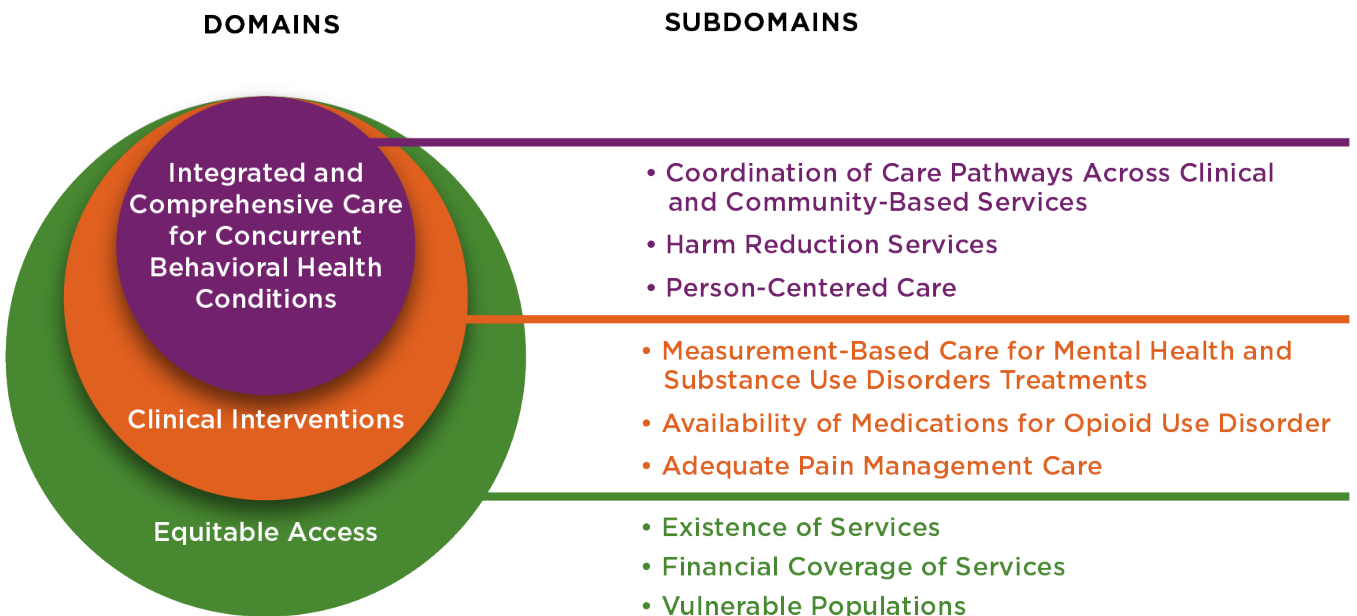 DOMAINS
SUBDOMAINS
Integrated and
Comprehensive Care
for Concurrent
Behavioral Health
Conditions
Clinical Interventions
Equitable Access
• Coordination of Care Pathways Across Clinical
and Community-Based Services
• Harm Reduction Services
• Person-Centered Care
• Measurement-Based Care for Mental Health and
Substance Use Disorders Treatments
• Availability of Medications for Opioid Use Disorder
• Adequate Pain Management Care
• Existence of Services
• Financial Coverage of Services
• Vulnerable Populations